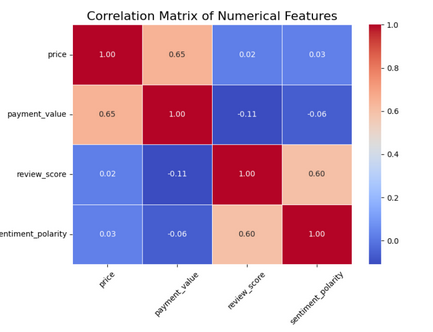 Correlation Matrix of Numerical Features
price 1.00 0.65 0.02 0.03
payment_value 0.65 1.00 -0.11 -0.06
review_score 0.02 -0.11 1.00 0.60
entiment_polarity 0.03 -0.06 0.60 1.00
price payment_value review_score sentiment_polarity
1.0
0.8
0.6
0.4
0.2
0.0